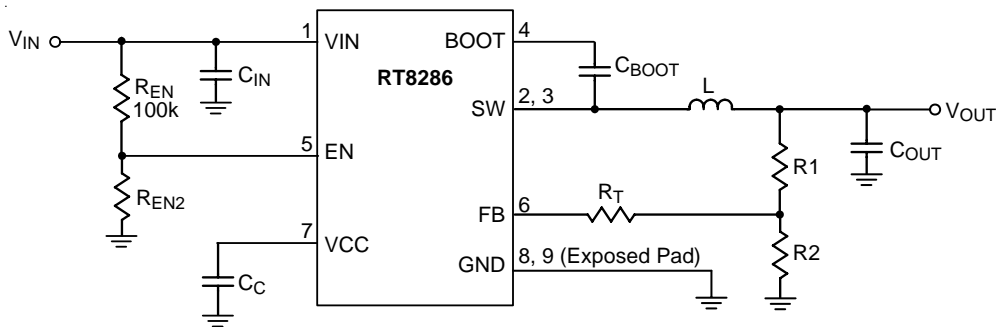 VIN
1
VIN
REN
100k
CIN
5
EN
REN2
7
VCC
CC
RT8286
BOOT
4
CBOOT
SW
2, 3
L
VOUT
COUT
R1
FB
6
RT
R2
GND
8, 9 (Exposed Pad)